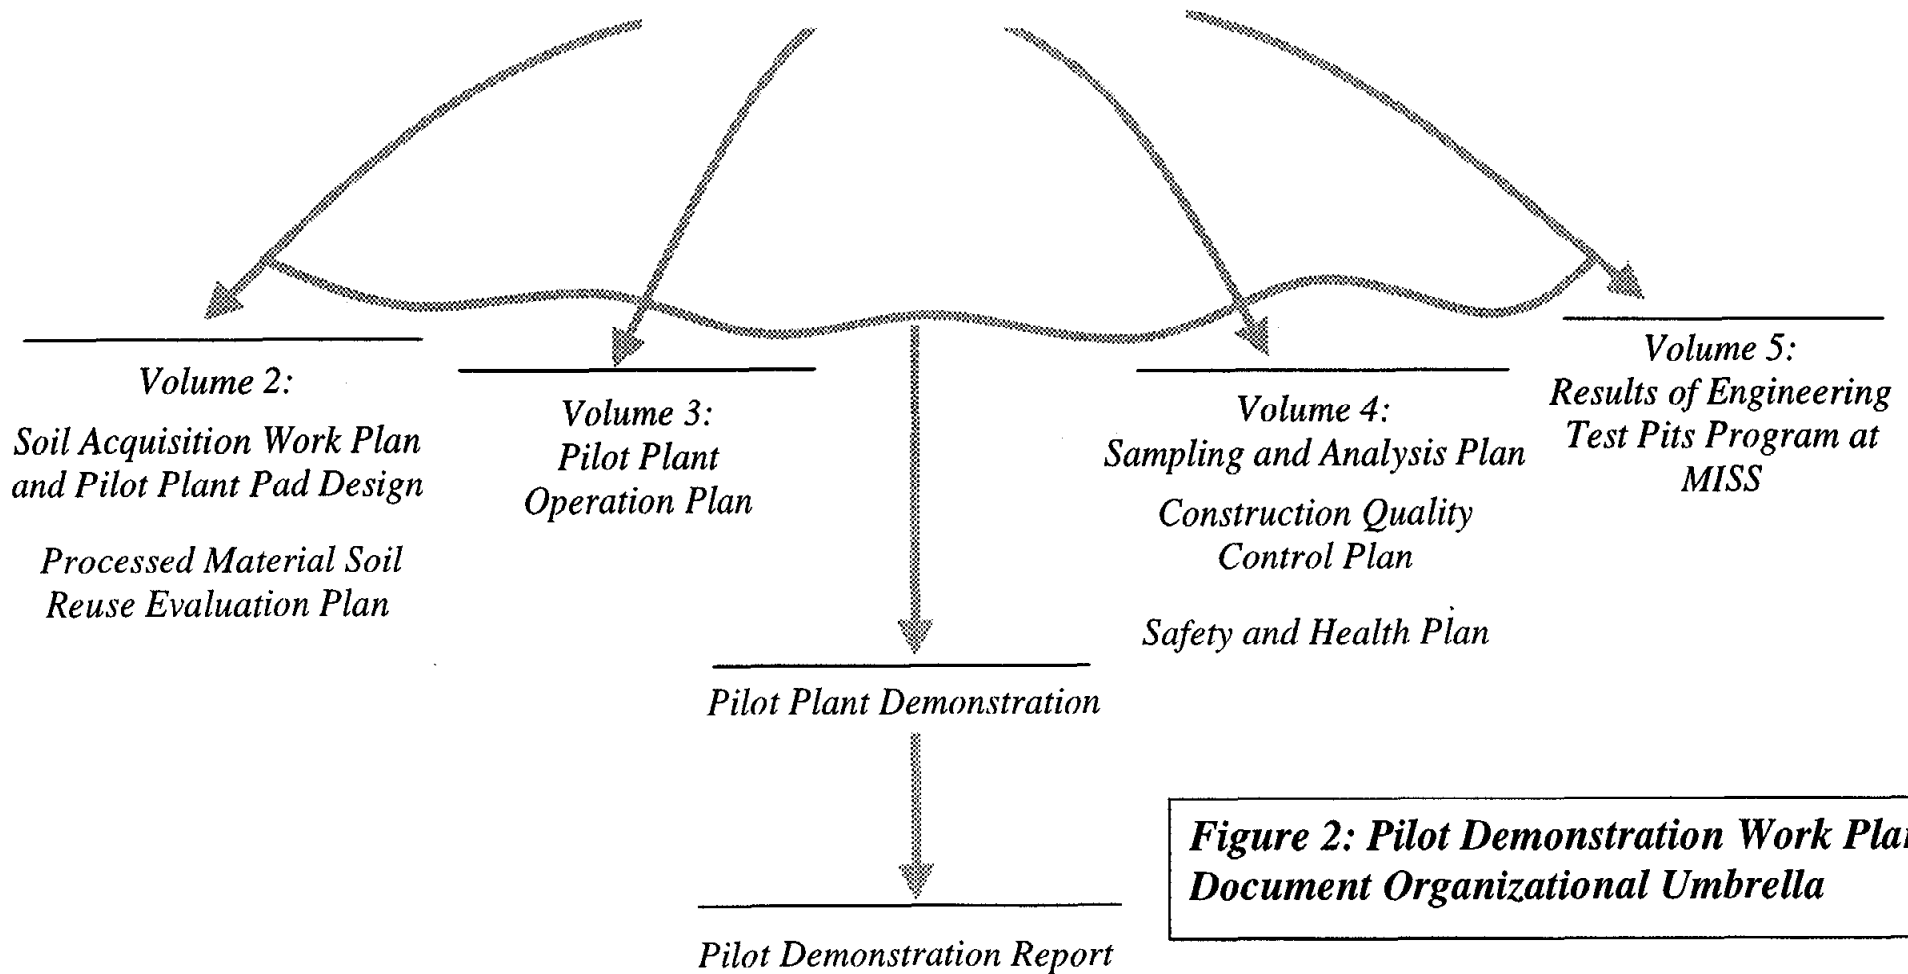 Volume 2:
Soil Acquisition Work Plan
and Pilot Plant Pad Design
Processed Material Soil
Reuse Evaluation Plan
Volume 3:
Pilot Plant
Operation Plan
Volume 4:
Sampling and Analysis Plan
Construction Quality
Control Plan
Safety and Health Plan
Volume 5:
Results of Engineering
Test Pits Program at
MISS
Pilot Plant Demonstration
Pilot Demonstration Report
Figure 2: Pilot Demonstration Work Plan
Document Organizational Umbrella